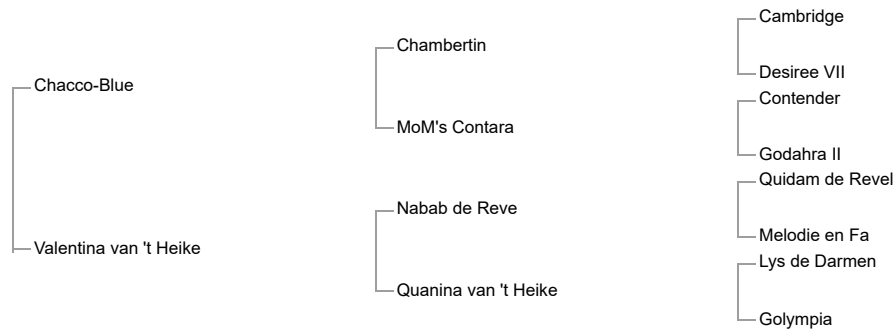 Cambridge
Chambertin
Desiree VII
Chacco-Blue
Contender
MoM's Contara
Godahra II
Quidam de Revel
Nabab de Reve
Melodie en Fa
Valentina van 't Heike
Lys de Darmen
Quanina van 't Heike
Golympia